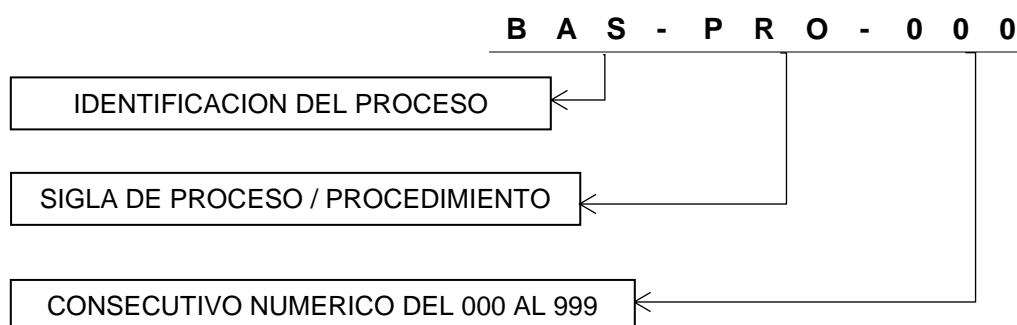 B A S - P R O - 0 0 0
IDENTIFICACION DEL PROCESO
SIGLA DE PROCESO / PROCEDIMIENTO
CONSECUTIVO NUMERICO DEL 000 AL 999